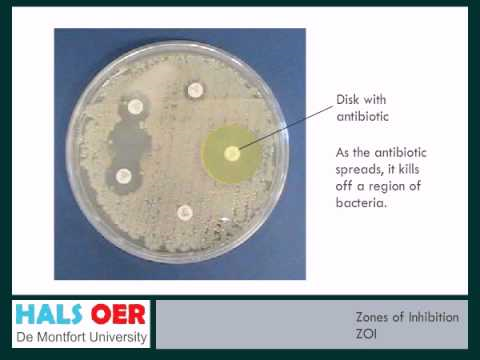 Disk with
antibiotic
As the antibiotic
spreads, it kills
off a region of
bacteria.
HALS OER
De Montfort University
Zones of Inhibition
ZOI